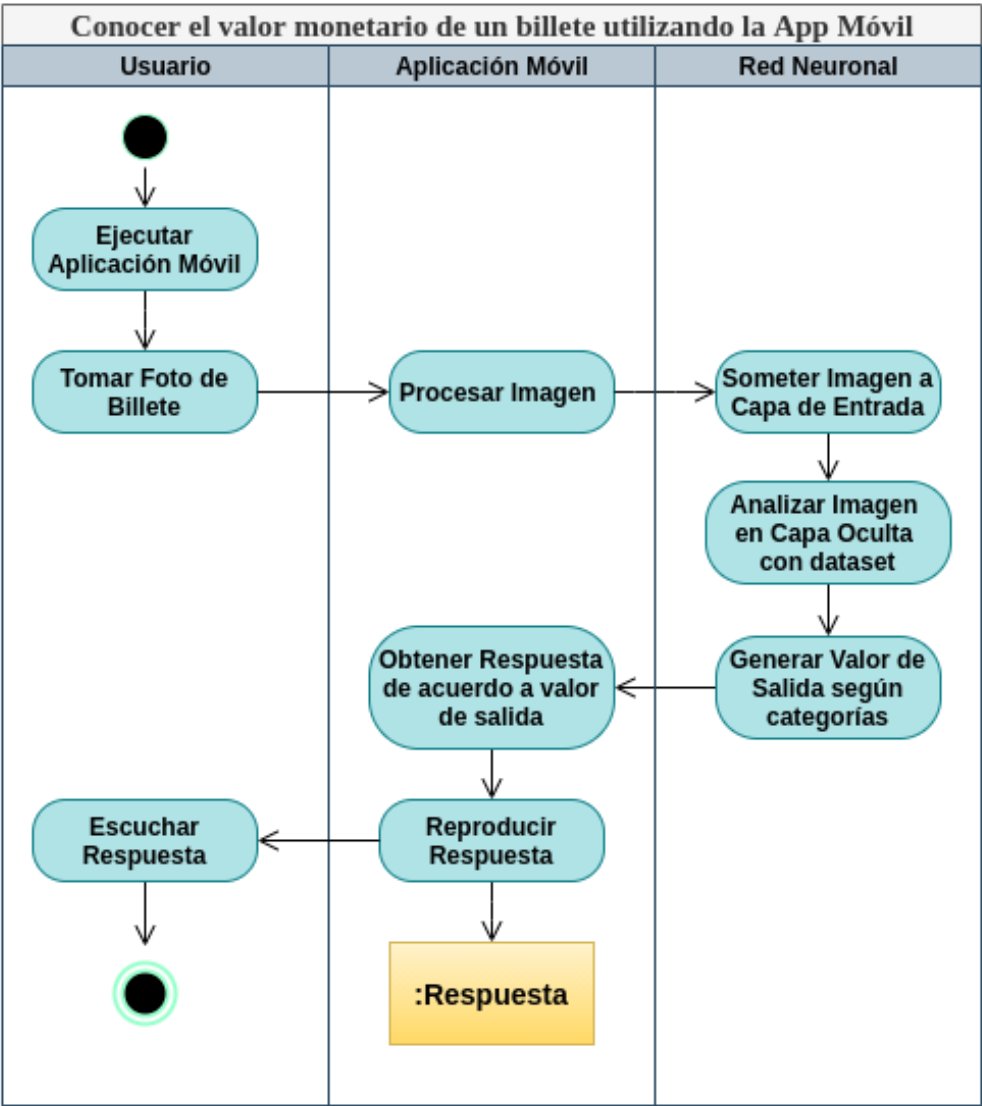 Conocer el valor monetario de un billete utilizando la App Móvil
Usuario
Aplicación Móvil
Red Neuronal
Ejecutar
Aplicación Móvil
Tomar Foto de
Billete
Procesar Imagen
Someter Imagen a
Capa de Entrada
Analizar Imagen
en Capa Oculta
con dataset
Generar Valor de
Salida según
categorías
Obtener Respuesta
de acuerdo a valor
de salida
Reproducir
Respuesta
Escuchar
Respuesta
:Respuesta